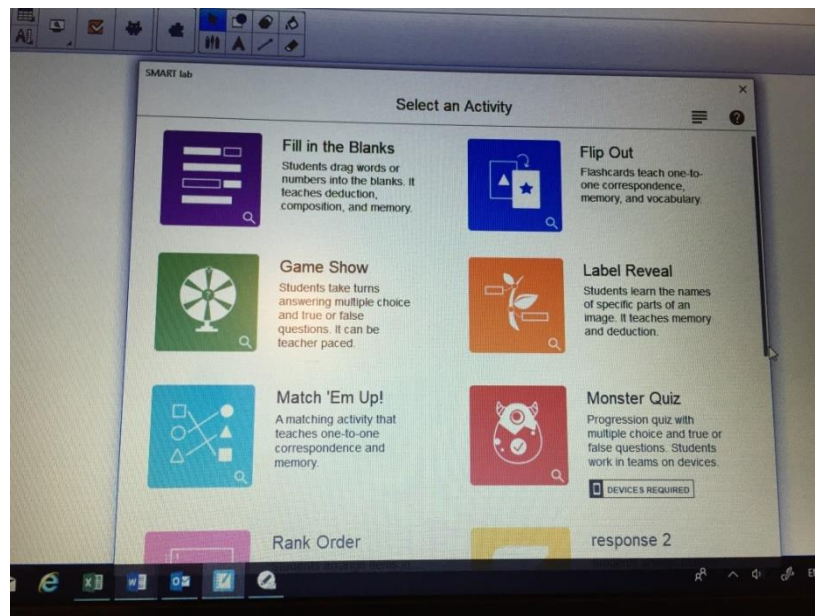 SMART lab
Select an Activity
Fill in the Blanks
Students drag words or
numbers into the blanks. It
teaches deduction,
composition, and memory.
Flip Out
Flashcards teach one-to-
one correspondence,
memory, and vocabulary.
Game Show
Students take turns
answering multiple choice
and true or false
questions. It can be
teacher paced.
Label Reveal
Students learn the names
of specific parts of an
image. It teaches memory
and deduction.
Match 'Em Up!
A matching activity that
teaches one-to-one
correspondence and
memory.
Monster Quiz
Progression quiz with
multiple choice and true or
false questions. Students
work in teams on devices.
DEVICES REQUIRED
Rank Order
response 2